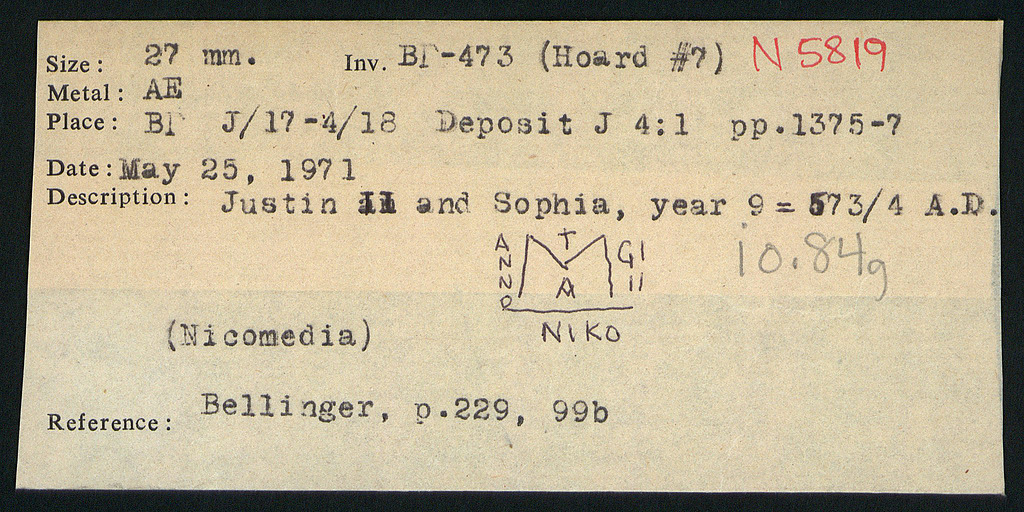 Size: 27 mm. Inv. BΓ-473 (Hoard #7) N 5819
Metal: AE
Place: BΓ J/17-4/18 Deposit J 4:1 pp.1375-7
Date: May 25, 1971
Description: Justin II and Sophia, year 9 = 573/4 A.D.
10.84g
ANNO M A GI II
NIKO
(Nicomedia)
Reference: Bellinger, p.229, 99b